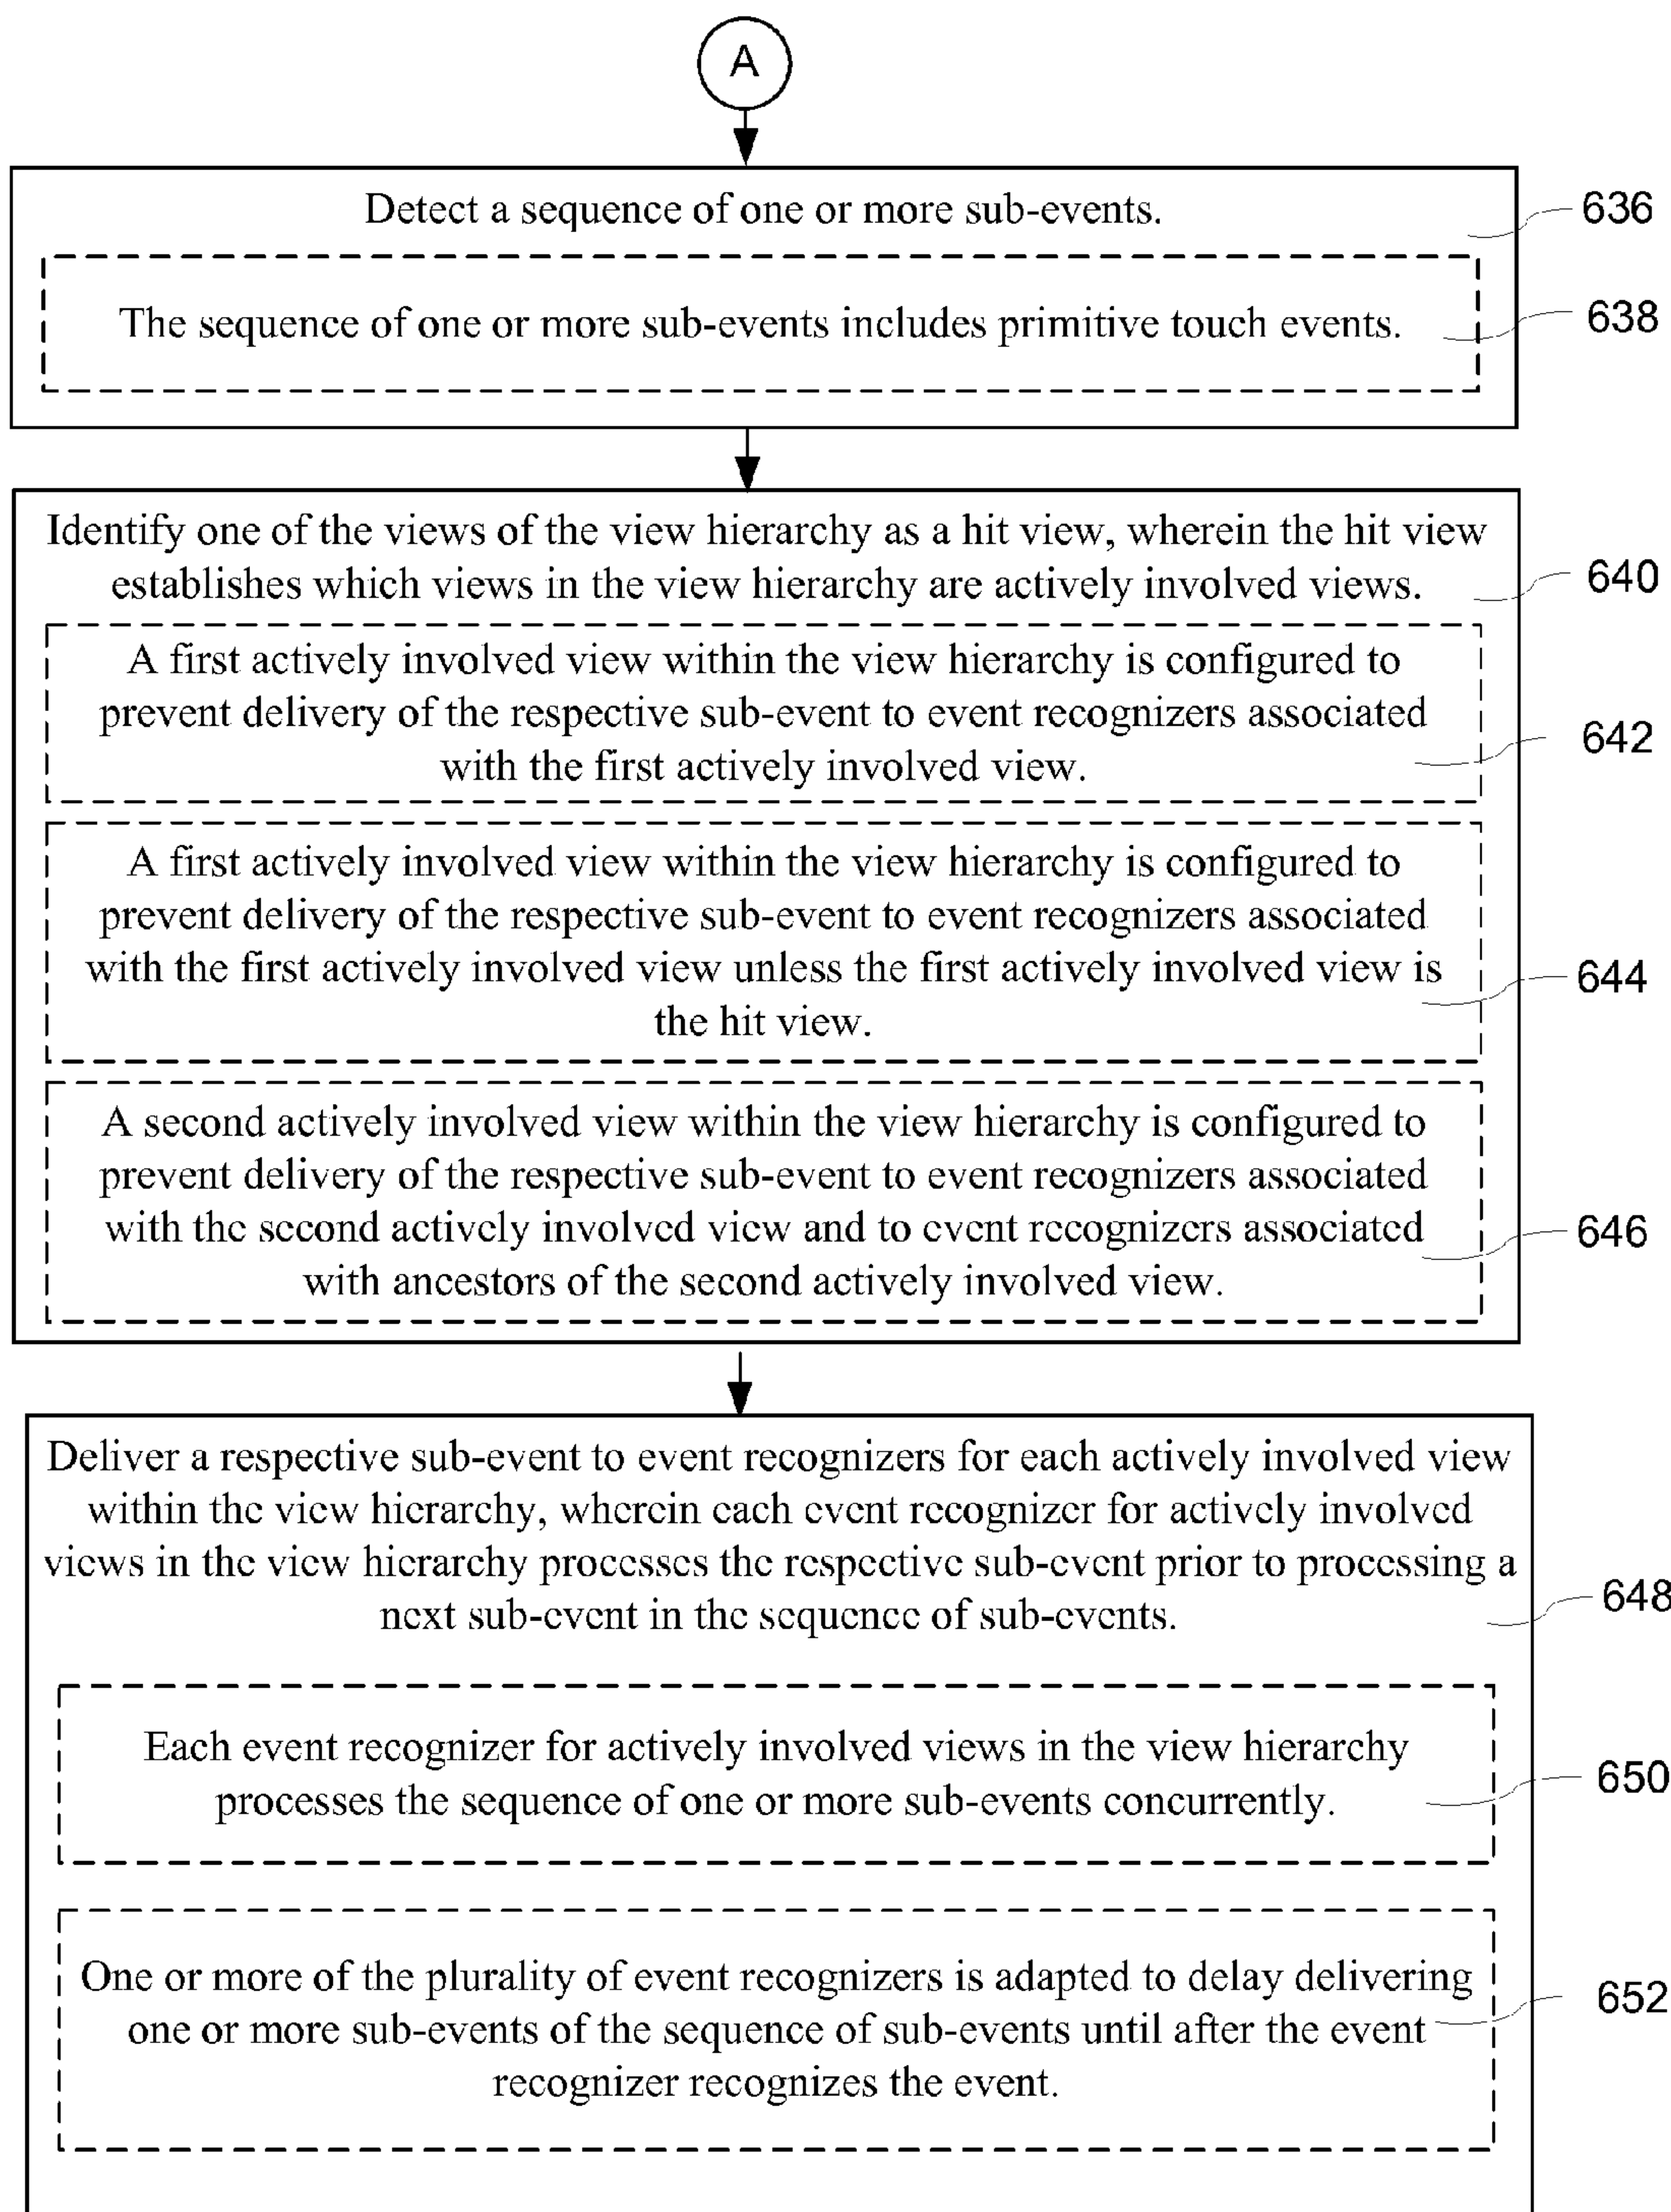 A
Detect a sequence of one or more sub-events.
636
The sequence of one or more sub-events includes primitive touch events.
638
Identify one of the views of the view hierarchy as a hit view, wherein the hit view
establishes which views in the view hierarchy are actively involved views.
640
A first actively involved view within the view hierarchy is configured to
prevent delivery of the respective sub-event to event recognizers associated
with the first actively involved view.
642
A first actively involved view within the view hierarchy is configured to
prevent delivery of the respective sub-event to event recognizers associated
with the first actively involved view unless the first actively involved view is
the hit view.
644
A second actively involved view within the view hierarchy is configured to
prevent delivery of the respective sub-event to event recognizers associated
with the second actively involved view and to event recognizers associated
with ancestors of the second actively involved view.
646
Deliver a respective sub-event to event recognizers for each actively involved view
within the view hierarchy, wherein each event recognizer for actively involved
views in the view hierarchy processes the respective sub-event prior to processing a
next sub-event in the sequence of sub-events.
648
Each event recognizer for actively involved views in the view hierarchy
processes the sequence of one or more sub-events concurrently.
650
One or more of the plurality of event recognizers is adapted to delay delivering
one or more sub-events of the sequence of sub-events until after the event
recognizer recognizes the event.
652